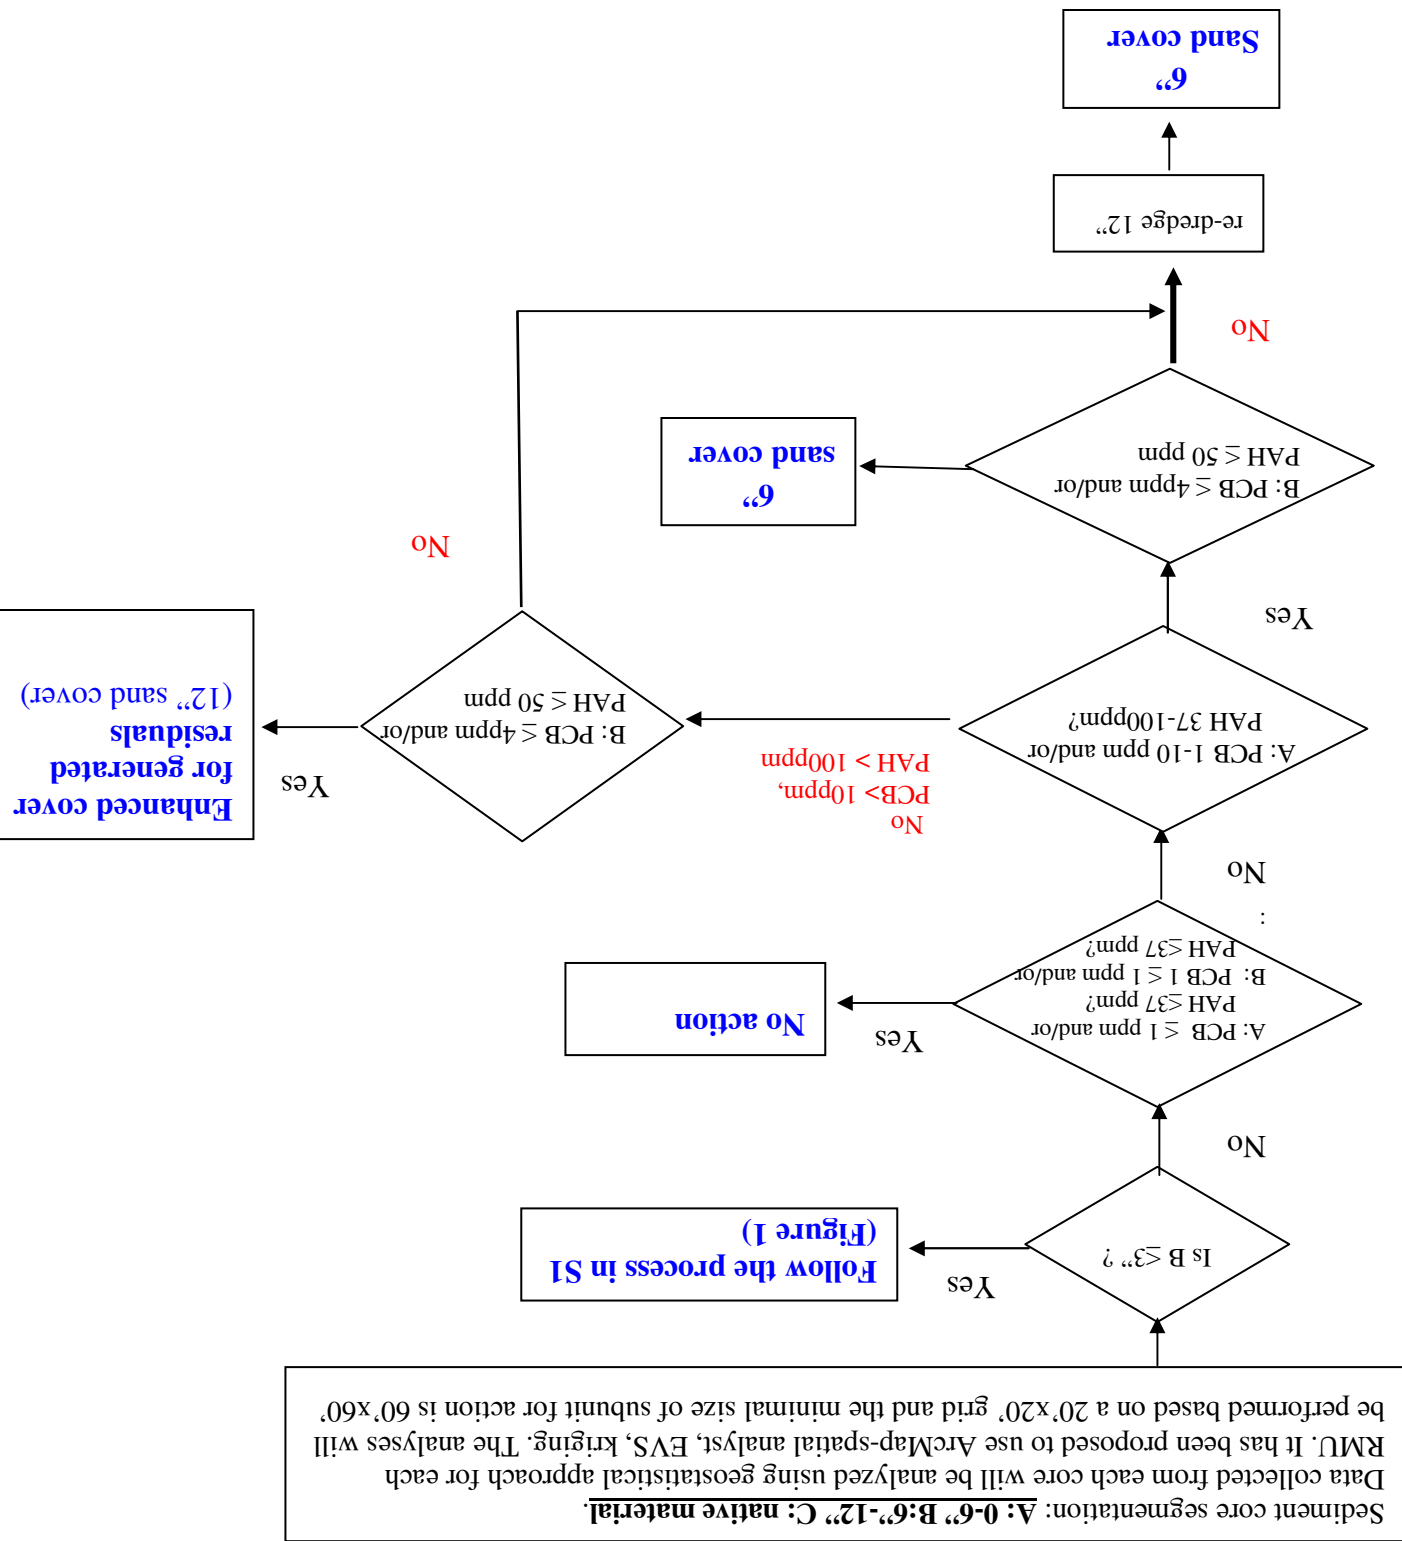 Sediment core segmentation: A: 0-6” B:6”-12” C: native material.
Data collected from each core will be analyzed using geostatistical approach for each
RMU. It has been proposed to use ArcMap-spatial analyst, EVS, kriging. The analyses will
be performed based on a 20’x20’ grid and the minimal size of subunit for action is 60’x60’
Is B ≤3” ?
Yes
Follow the process in S1
(Figure 1)
No
A: PCB ≤ 1 ppm and/or
PAH ≤37 ppm?
B: PCB 1 ≤ 1 ppm and/or
PAH ≤37 ppm?
:
Yes
No action
No
A: PCB 1-10 ppm and/or
PAH 37-100ppm?
No
PCB> 10ppm,
PAH > 100ppm
B: PCB ≤ 4ppm and/or
PAH ≤ 50 ppm
Yes
Enhanced cover
for generated
residuals
(12” sand cover)
No
Yes
B: PCB ≤ 4ppm and/or
PAH ≤ 50 ppm
6”
sand cover
No
re-dredge 12”
6”
Sand cover